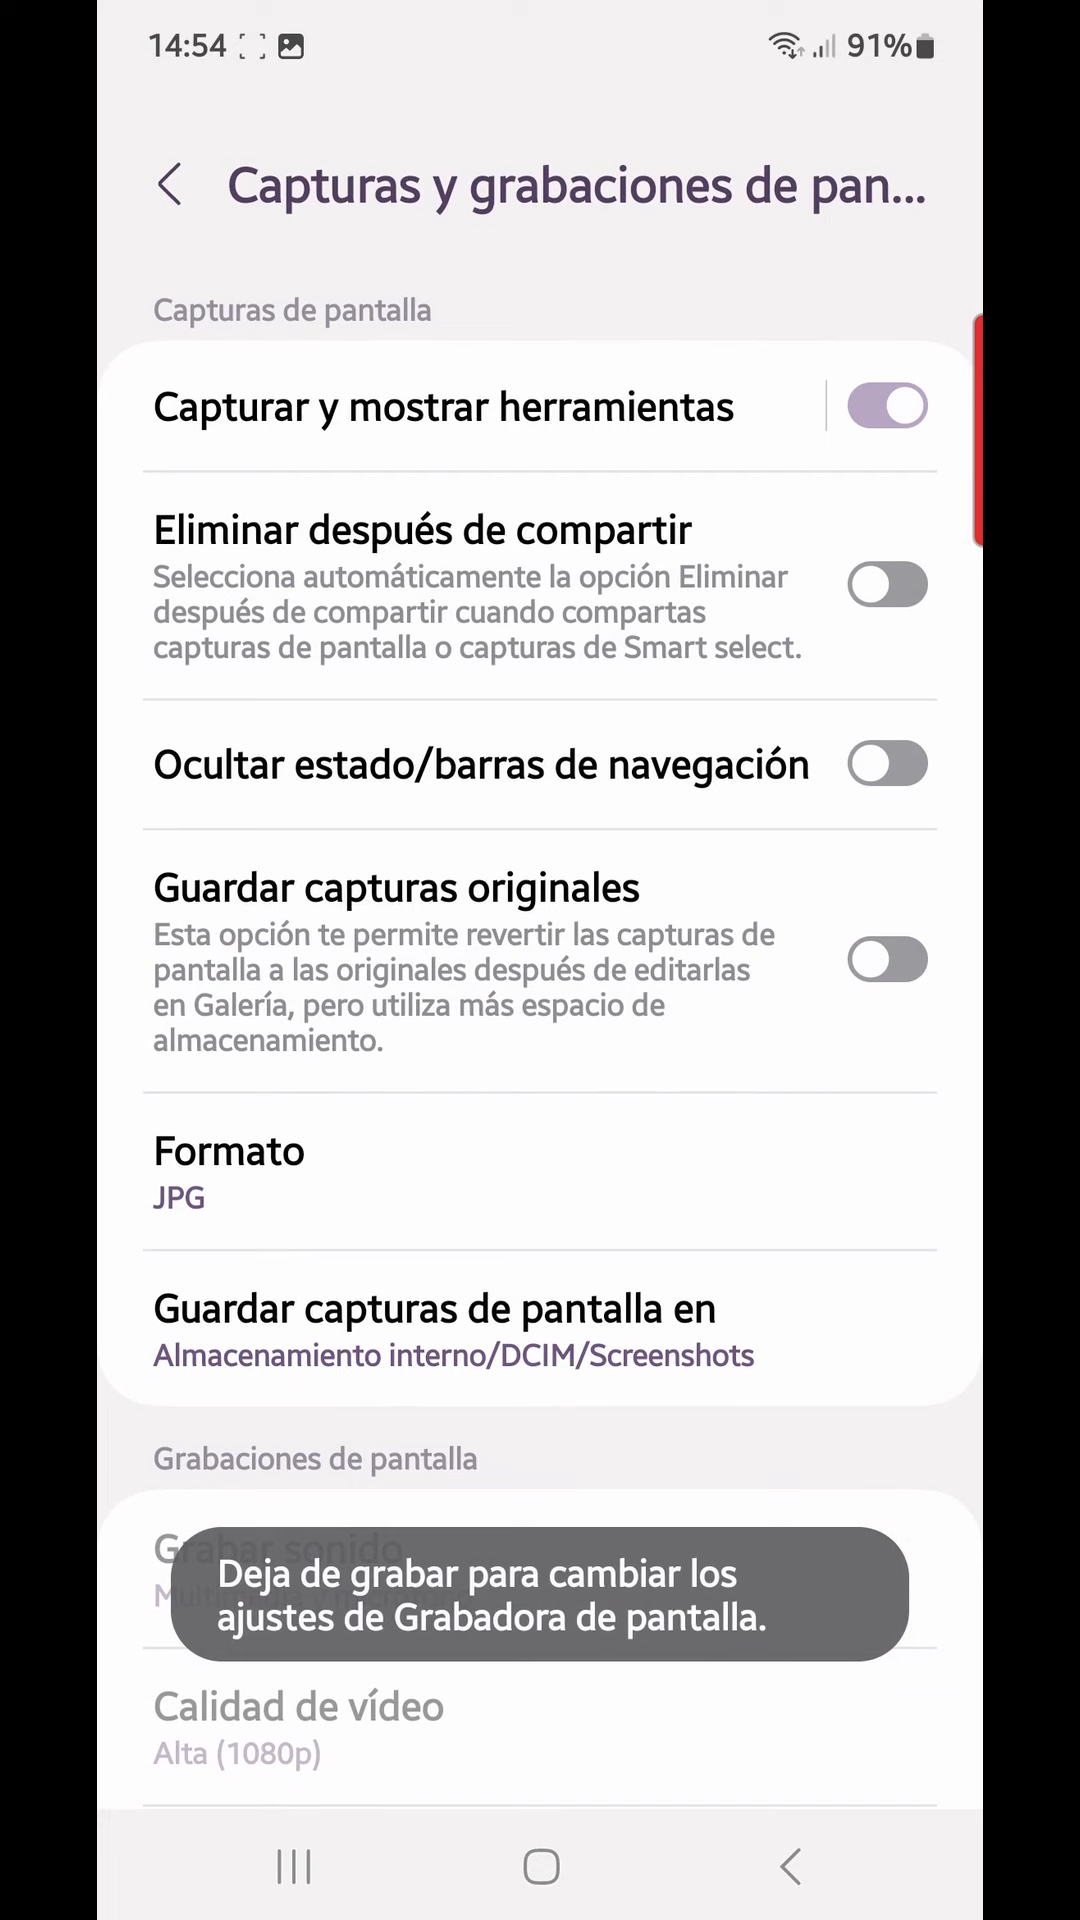 14:54
91%
Capturas y grabaciones de pan...
Capturas de pantalla
Capturar y mostrar herramientas
Eliminar después de compartir
Selecciona automáticamente la opción Eliminar
después de compartir cuando compartas
capturas de pantalla o capturas de Smart select.
Ocultar estado/barras de navegación
Guardar capturas originales
Esta opción te permite revertir las capturas de
pantalla a las originales después de editarlas
en Galería, pero utiliza más espacio de
almacenamiento.
Formato
JPG
Guardar capturas de pantalla en
Almacenamiento interno/DCIM/Screenshots
Grabaciones de pantalla
Grabar sonido
Deja de grabar para cambiar los
ajustes de Grabadora de pantalla.
Calidad de vídeo
Alta (1080p)